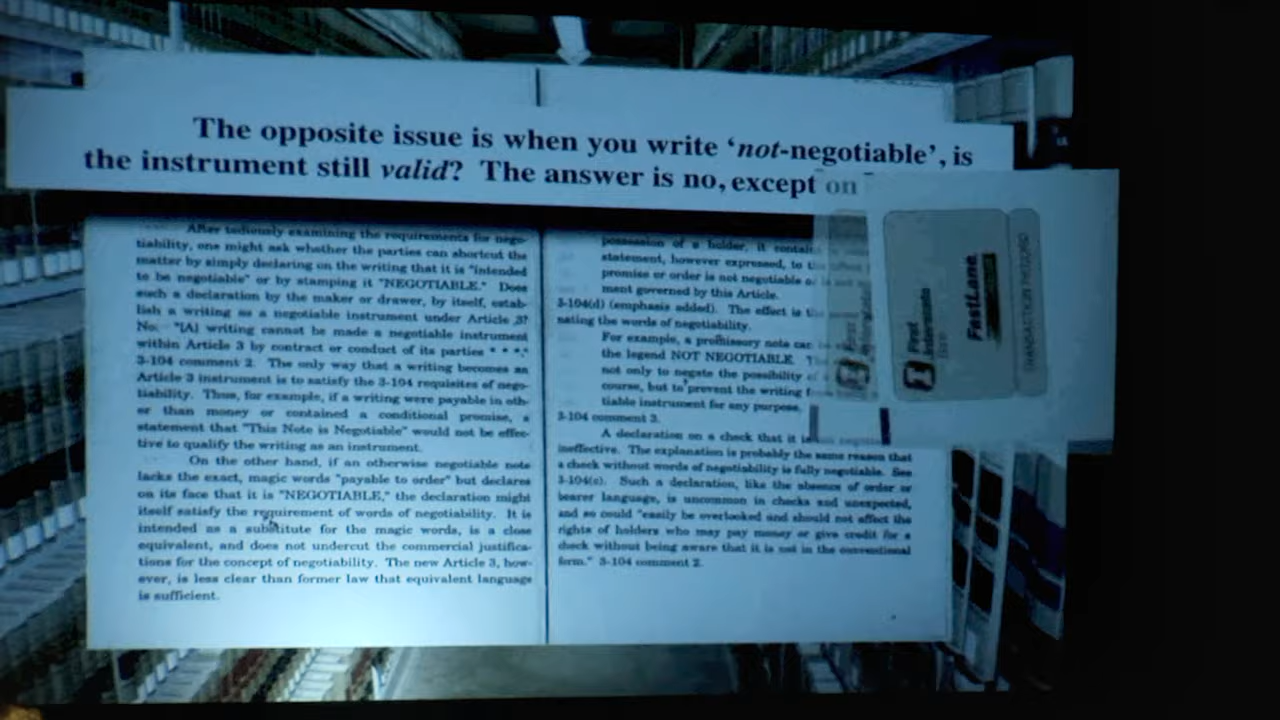 The opposite issue is when you write ‘not-negotiable’, is
the instrument still valid? The answer is no, except on
After tediously examining the requirements for nego-
tiability, one might ask whether the parties can shortcut the
matter by simply declaring on the writing that it is "intended
to be negotiable" or by stamping it "NEGOTIABLE." Does
such a declaration by the maker or drawer, by itself, estab-
lish a writing as a negotiable instrument under Article 3?
No. "[A] writing cannot be made a negotiable instrument
within Article 3 by contract or conduct of its parties * * *."
3-104 comment 2. The only way that a writing becomes an
Article 3 instrument is to satisfy the 3-104 requisites of nego-
tiability. Thus, for example, if a writing were payable in oth-
er than money or contained a conditional promise, a
statement that "This Note is Negotiable" would not be effec-
tive to qualify the writing as an instrument.
On the other hand, if an otherwise negotiable note
lacks the exact, magic words "payable to order" but declares
on its face that it is "NEGOTIABLE," the declaration might
itself satisfy the requirement of words of negotiability. It is
intended as a substitute for the magic words, is a close
equivalent, and does not undercut the commercial justifica-
tions for the concept of negotiability. The new Article 3, how-
ever, is less clear than former law that equivalent language
is sufficient.
possession of a holder, it contains
statement, however expressed, to
promise or order is not negotiable
ment governed by this Article.
3-104(d) (emphasis added). The effect is
nating the words of negotiability.
For example, a promissory note can
the legend NOT NEGOTIABLE.
not only to negate the possibility
course, but to prevent the writing
tiable instrument for any purpose.
3-104 comment 3.
A declaration on a check that it is
ineffective. The explanation is probably the same reason that
a check without words of negotiability is fully negotiable. See
3-104(c). Such a declaration, like the absence of order or
bearer language, is uncommon in checks and unexpected,
and so could "easily be overlooked and should not affect the
rights of holders who may pay money or give credit for a
check without being aware that it is not in the conventional
form." 3-104 comment 2.
First
Interstate
FastLane
TRANSACTION RECORD